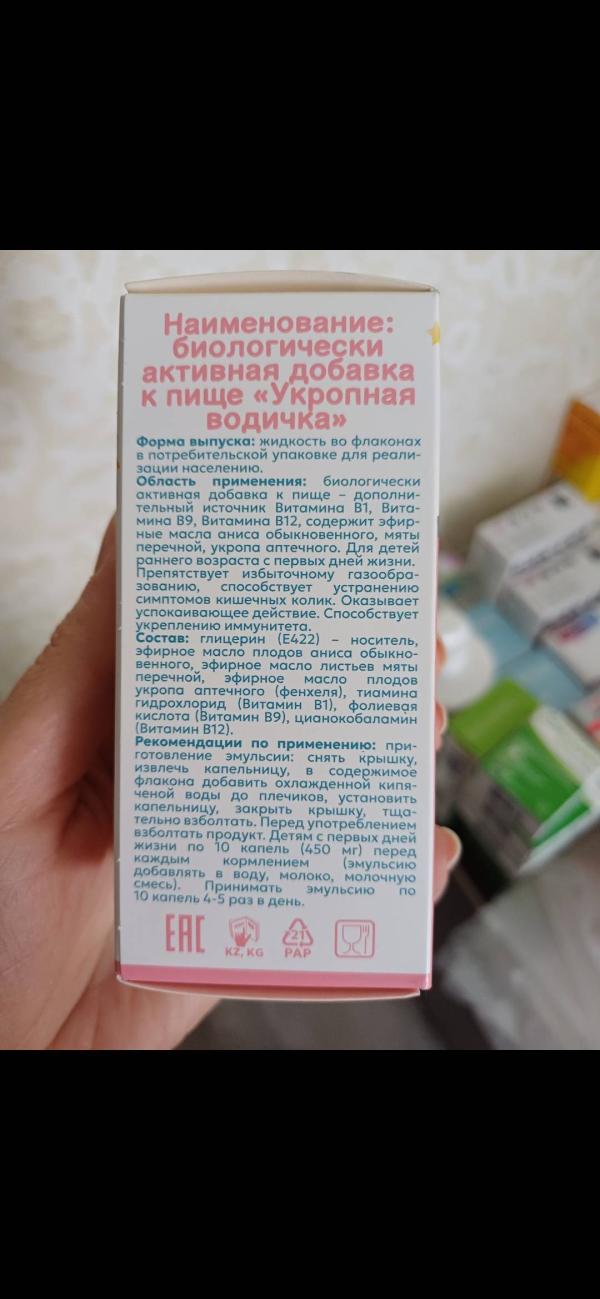 Наименование:
биологически
активная добавка
к пище «Укропная
водичка»
Форма выпуска: жидкость во флаконах
в потребительской упаковке для реали-
зации населению.
Область применения: биологически
активная добавка к пище – дополни-
тельный источник Витамина В1, Вита-
мина В9, Витамина В12, содержит эфир-
ные масла аниса обыкновенного, мяты
перечной, укропа аптечного. Для детей
раннего возраста с первых дней жизни.
Препятствует избыточному газообра-
зованию, способствует устранению
симптомов кишечных колик. Оказывает
успокаивающее действие. Способствует
укреплению иммунитета.
Состав: глицерин (Е422) – носитель,
эфирное масло плодов аниса обыкно-
венного, эфирное масло листьев мяты
перечной, эфирное масло плодов
укропа аптечного (фенхеля), тиамина
гидрохлорид (Витамин В1), фолиевая
кислота (Витамин В9), цианокобаламин
(Витамин В12).
Рекомендации по применению: при-
готовление эмульсии: снять крышку,
извлечь капельницу, в содержимое
флакона добавить охлажденной кипя-
ченой воды до плечиков, установить
капельницу, закрыть крышку, тща-
тельно взболтать. Перед употреблением
взболтать продукт. Детям с первых дней
жизни по 10 капель (450 мг) перед
каждым кормлением (эмульсию
добавлять в воду, молоко, молочную
смесь). Принимать эмульсию по
10 капель 4-5 раз в день.
EAC
KZ, KG
21
PAP